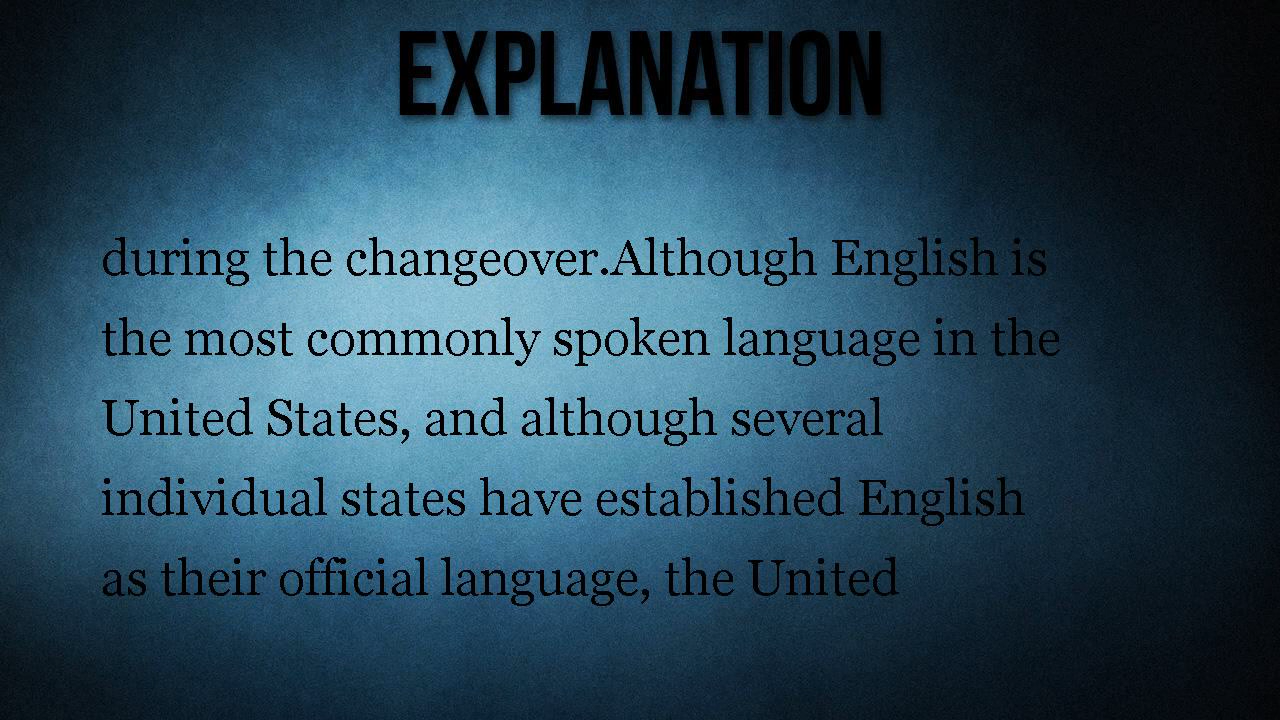 EXPLANATION
during the changeover.Although English is
the most commonly spoken language in the
United States, and although several
individual states have established English
as their official language, the United